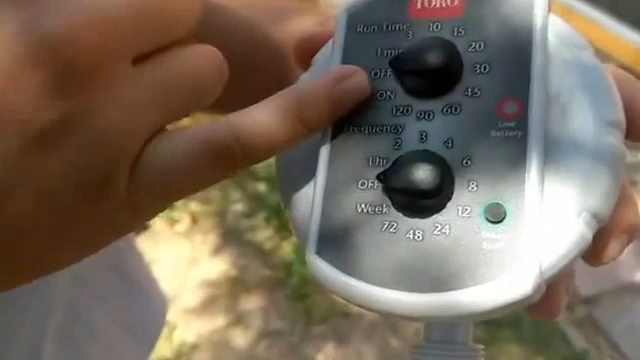 TORO
Run Time
3 10 15
1 min 20
OFF 30
ON 45
120 90 60
Low
Battery
Frequency
2 3 4
1 hr 6
OFF 8
Week 12
72 48 24